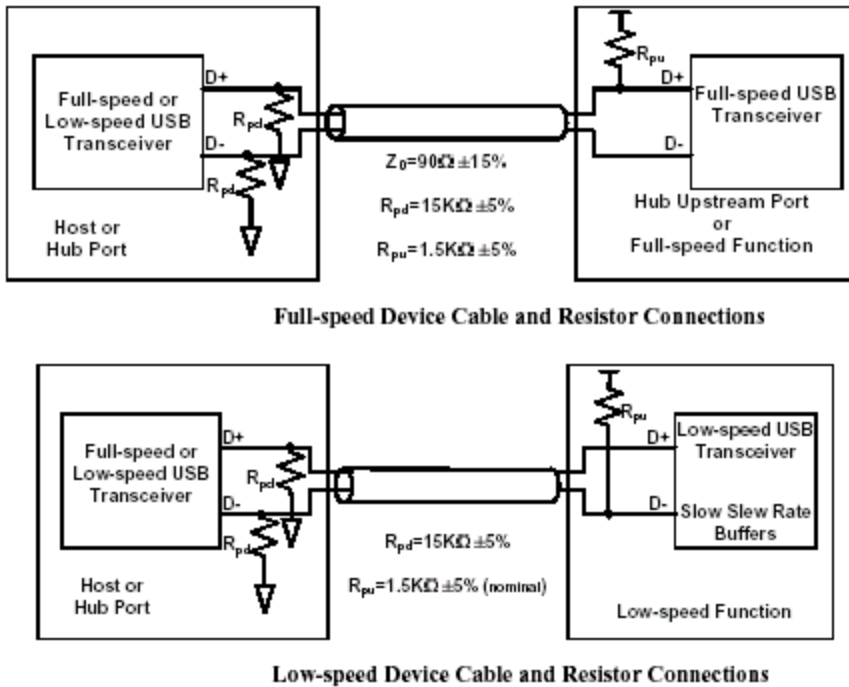 D+
Full-speed or
Low-speed USB
Transceiver
D-
Rpd
Rpd
Host or
Hub Port
Z0=90Ω ±15%
Rpd=15KΩ ±5%
Rpu=1.5KΩ ±5%
Rpu
D+
Full-speed USB
Transceiver
D-
Hub Upstream Port
or
Full-speed Function
Full-speed Device Cable and Resistor Connections
D+
Full-speed or
Low-speed USB
Transceiver
D-
Rpd
Rpd
Host or
Hub Port
Rpd=15KΩ ±5%
Rpu=1.5KΩ ±5% (nominal)
Rpu
D+
Low-speed USB
Transceiver
D-
Slow Slew Rate
Buffers
Low-speed Function
Low-speed Device Cable and Resistor Connections